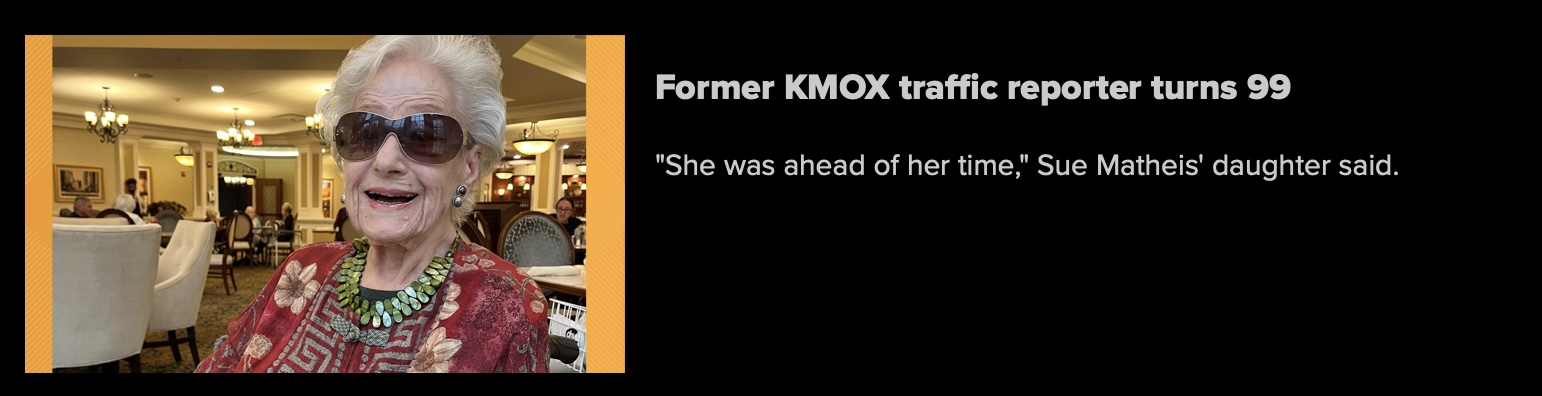 Former KMOX traffic reporter turns 99
"She was ahead of her time," Sue Matheis' daughter said.